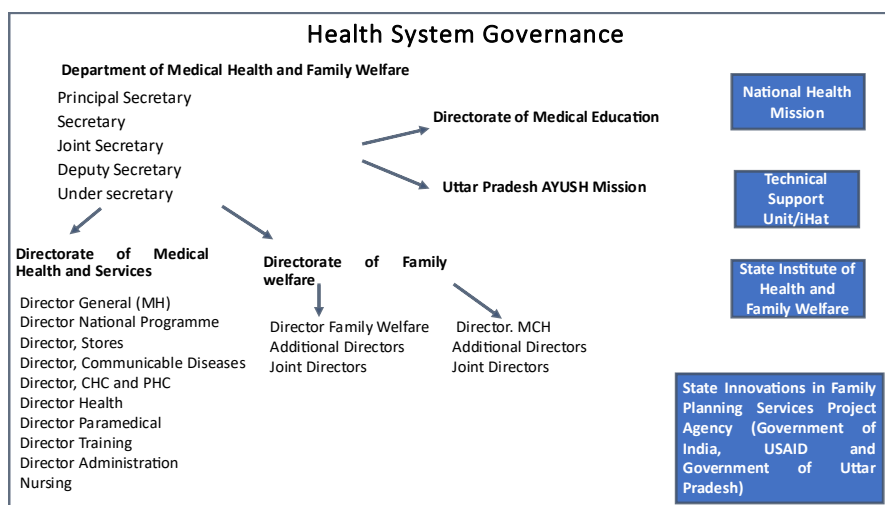 Health System Governance
Department of Medical Health and Family Welfare
Principal Secretary
Secretary
Joint Secretary
Deputy Secretary
Under secretary
Directorate of Medical Education
Uttar Pradesh AYUSH Mission
Directorate of Medical
Health and Services
Director General (MH)
Director National Programme
Director, Stores
Director, Communicable Diseases
Director, CHC and PHC
Director Health
Director Paramedical
Director Training
Director Administration
Nursing
Directorate of Family
welfare
Director Family Welfare
Additional Directors
Joint Directors
Director. MCH
Additional Directors
Joint Directors
National Health
Mission
Technical
Support
Unit/iHat
State Institute of
Health and
Family Welfare
State Innovations in Family
Planning Services Project
Agency (Government of
India, USAID and
Government of Uttar
Pradesh)